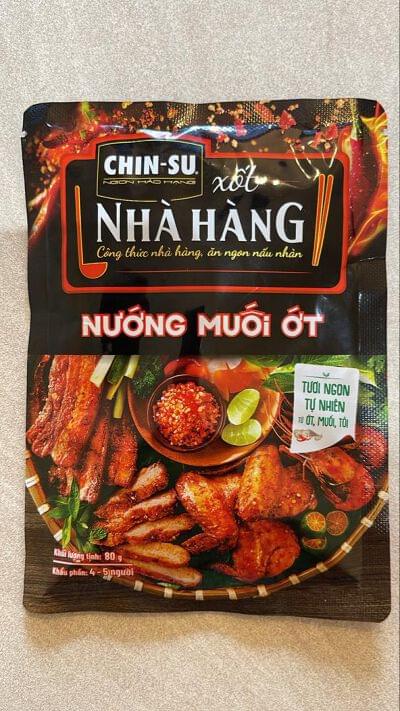 CHIN-SU®
NGON HẢO HẠNG
xốt
NHÀ HÀNG
Công thức nhà hàng, ăn ngon nấu nhàn
NƯỚNG MUỐI ỚT
TƯƠI NGON
TỰ NHIÊN
TỪ ỚT, MUỐI, TỎI
Khối lượng tịnh: 80 g
Khẩu phần: 4 - 5 người